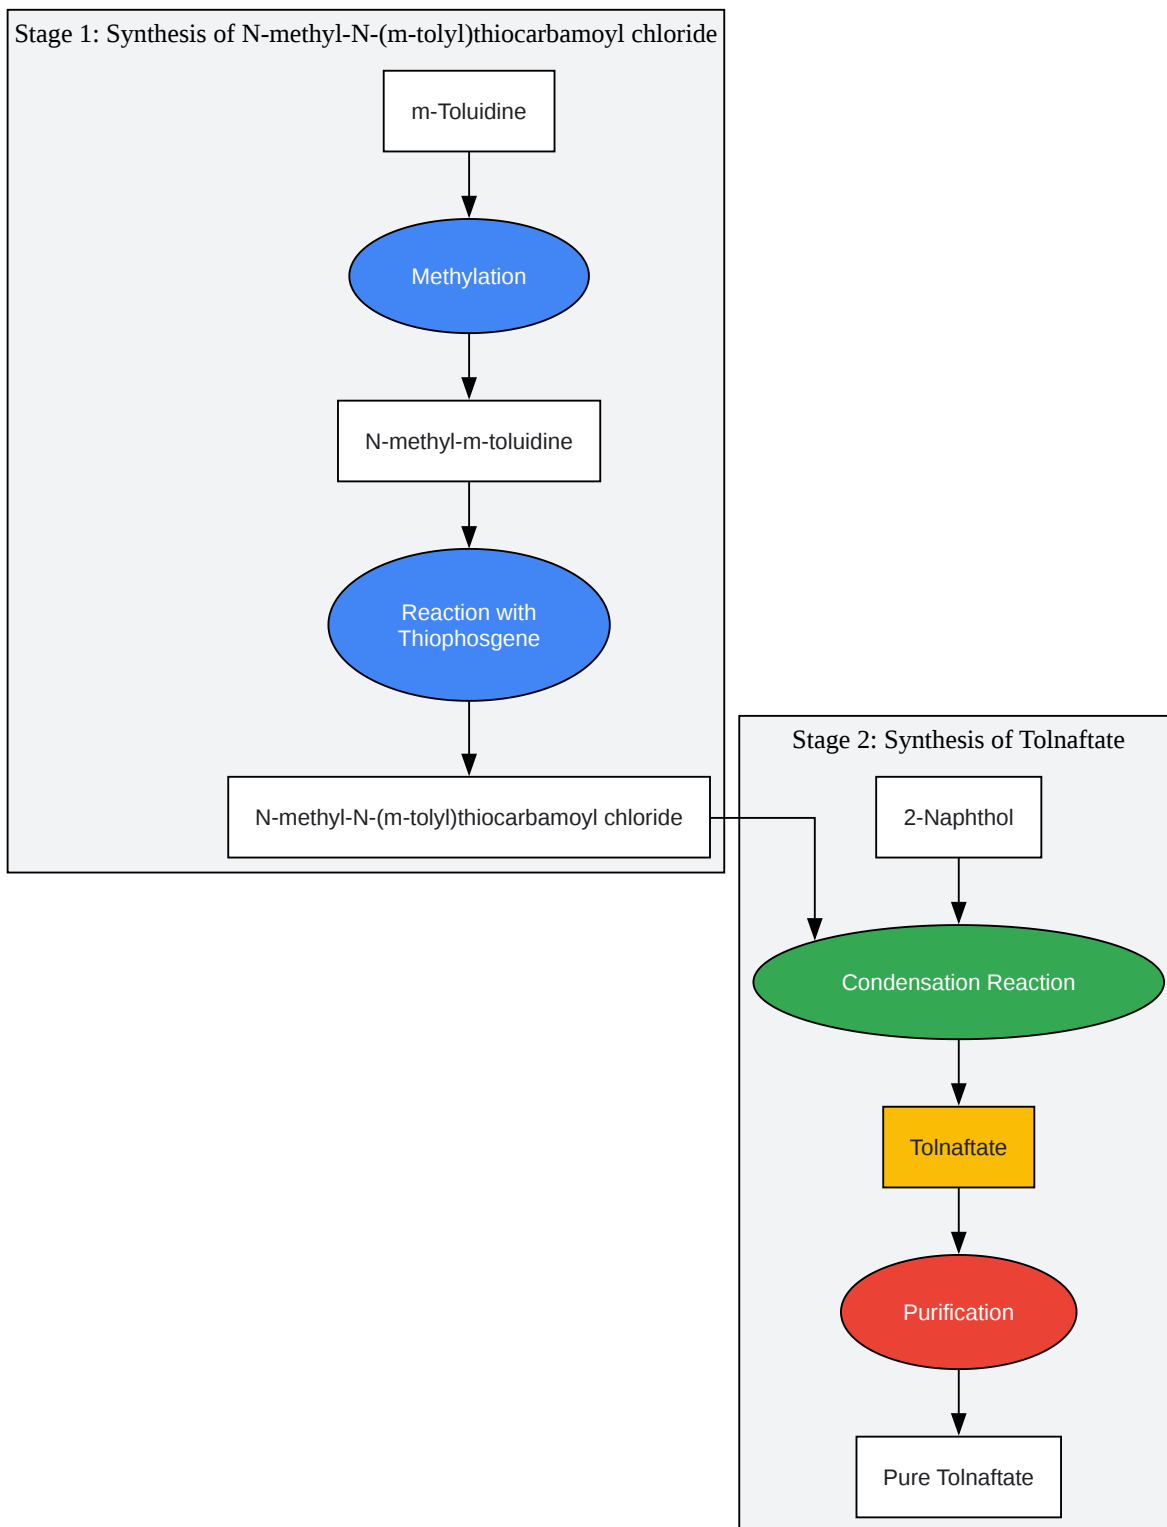 Stage 1: Synthesis of N-methyl-N-(m-tolyl)thiocarbamoyl chloride
m-Toluidine
Methylation
N-methyl-m-toluidine
Reaction with
Thiophosgene
N-methyl-N-(m-tolyl)thiocarbamoyl chloride
Stage 2: Synthesis of Tolnaftate
2-Naphthol
Condensation Reaction
Tolnaftate
Purification
Pure Tolnaftate